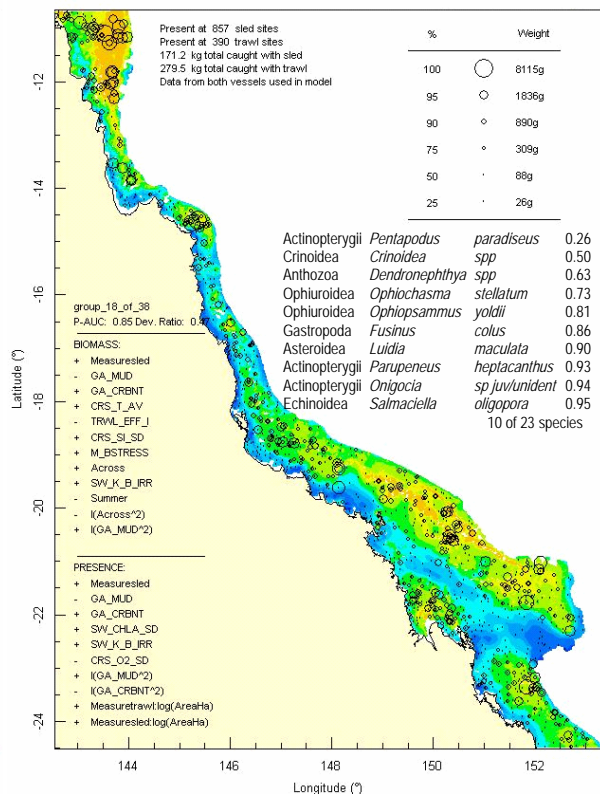 Present at 857 sled sites
Present at 390 trawl sites
171.2 kg total caught with sled
279.5 kg total caught with trawl
Data from both vessels used in model
% Weight
100 8115g
95 1836g
90 890g
75 309g
50 88g
25 26g
Actinopterygii Pentapodus paradiseus 0.26
Crinoidea Crinoidea spp 0.50
Anthozoa Dendronephthya spp 0.63
Ophiuroidea Ophiochasma stellatum 0.73
Ophiuroidea Ophiopsammus yoldii 0.81
Gastropoda Fusinus colus 0.86
Asteroidea Luidia maculata 0.90
Actinopterygii Parupeneus heptacanthus 0.93
Actinopterygii Onigocia sp juv/unident 0.94
Echinoidea Salmaciella oligopora 0.95
10 of 23 species
group_18_of_38
P-AUC: 0.85 Dev. Ratio:
BIOMASS:
+ Measuresled
- GA_MUD
+ GA_CRBNT
+ CRS_T_AV
- TRWL_EFF_I
+ CRS_SI_SD
+ M_BSTRESS
+ Across
+ SW_K_B_IRR
- Summer
- I(Across^2)
+ I(GA_MUD^2)
PRESENCE:
+ Measuresled
- GA_MUD
+ GA_CRBNT
+ SW_CHLA_SD
+ SW_K_B_IRR
- CRS_O2_SD
+ I(GA_MUD^2)
- I(GA_CRBNT^2)
+ Measuretrawl:log(AreaHa)
+ Measuresled:log(AreaHa)
Latitude (°)
-12
-14
-16
-18
-20
-22
-24
144 146 148 150 152
Longitude (°)